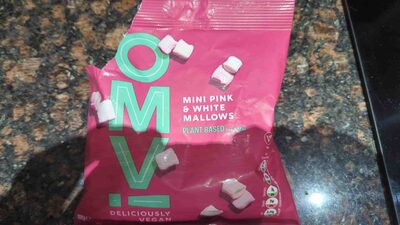 OMV!
MINI PINK
& WHITE
MALLOWS
PLANT BASED
DELICIOUSLY
VEGAN